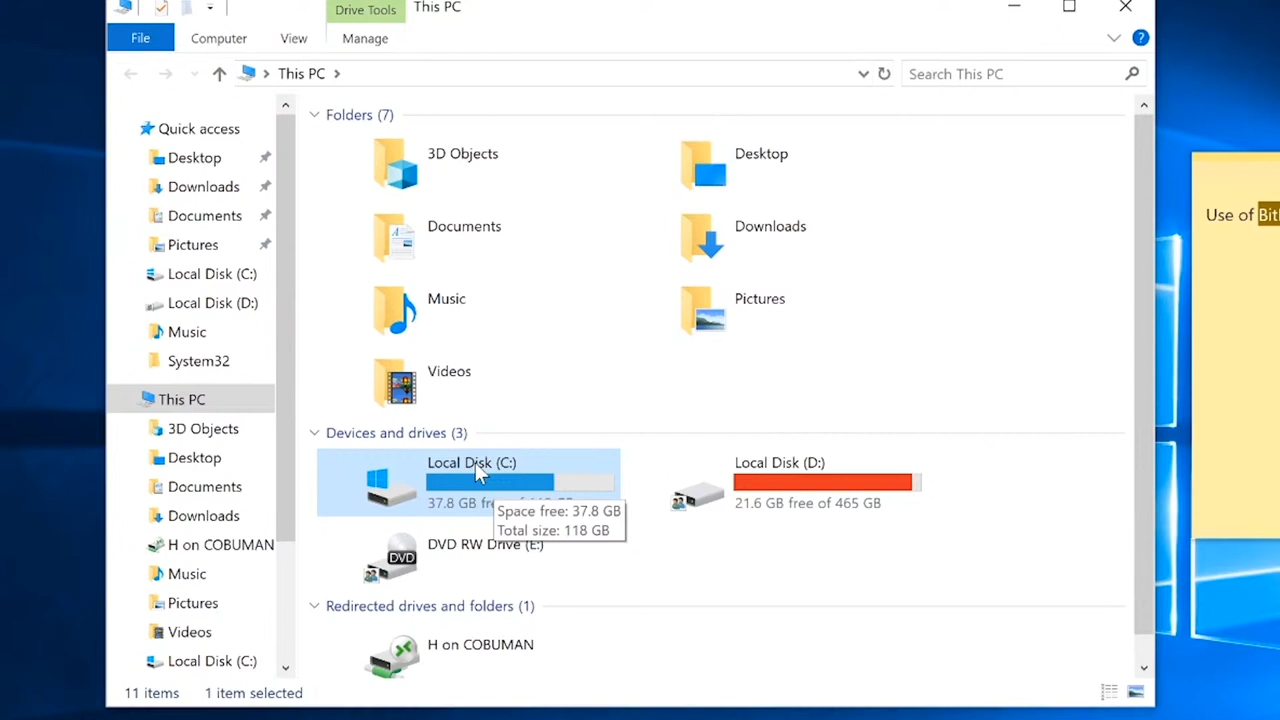 Drive Tools This PC
File Computer View Manage
This PC Search This PC
Quick access
Desktop
Downloads
Documents
Pictures
Local Disk (C:)
Local Disk (D:)
Music
System32
This PC
3D Objects
Desktop
Documents
Downloads
H on COBUMAN
Music
Pictures
Videos
Local Disk (C:)
Folders (7)
3D Objects
Desktop
Documents
Downloads
Music
Pictures
Videos
Devices and drives (3)
Local Disk (C:)
37.8 GB
Space free: 37.8 GB
Total size: 118 GB
Local Disk (D:)
21.6 GB free of 465 GB
DVD
DVD RW Drive (E:)
Redirected drives and folders (1)
H on COBUMAN
11 items 1 item selected
Use of